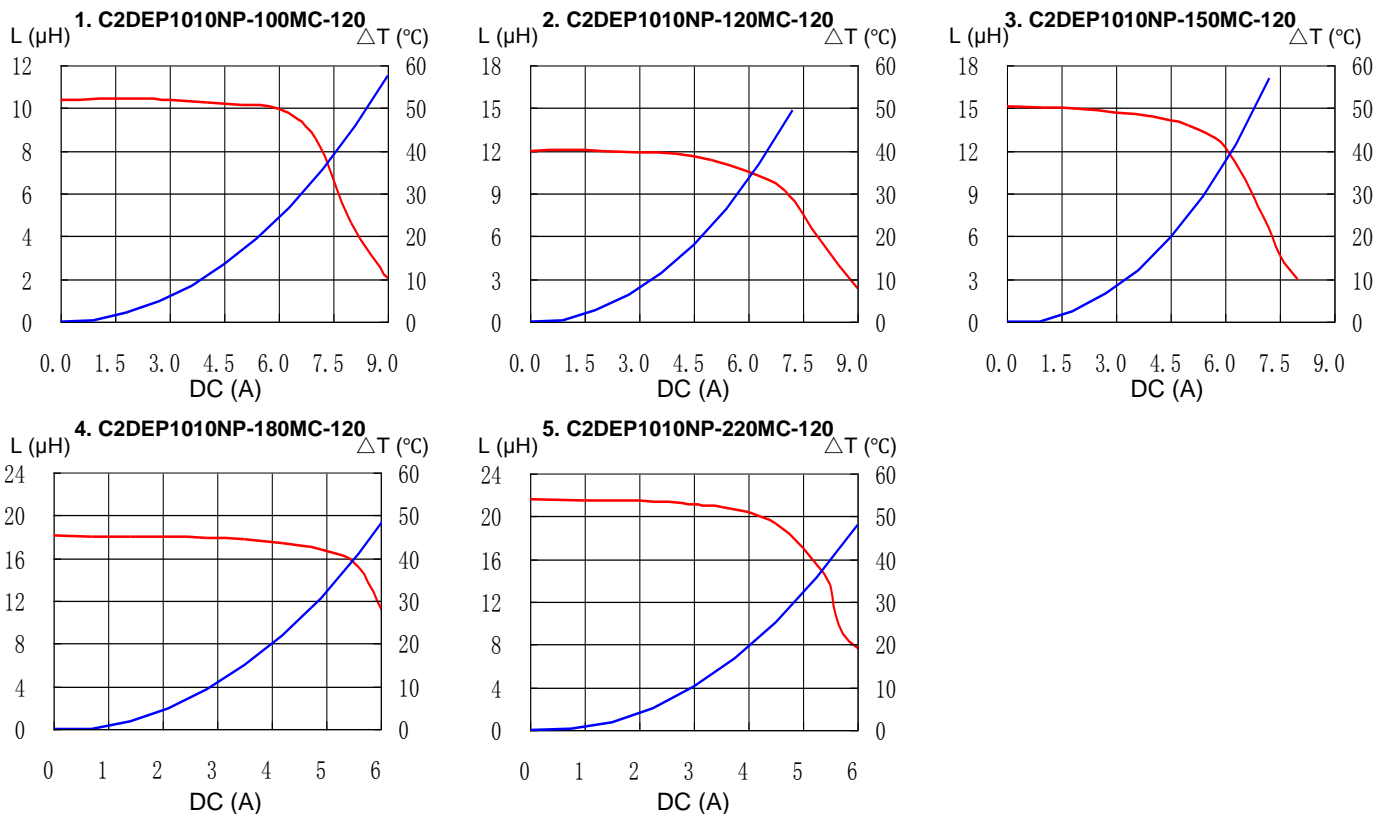 1. C2DEP1010NP-100MC-120
L (µH)
△T (℃)
12
10
8
6
4
2
0
60
50
40
30
20
10
0
0.0 1.5 3.0 4.5 6.0 7.5 9.0
DC (A)
2. C2DEP1010NP-120MC-120
L (µH)
△T (℃)
18
15
12
9
6
3
0
60
50
40
30
20
10
0
0.0 1.5 3.0 4.5 6.0 7.5 9.0
DC (A)
3. C2DEP1010NP-150MC-120
L (µH)
△T (℃)
18
15
12
9
6
3
0
60
50
40
30
20
10
0
0.0 1.5 3.0 4.5 6.0 7.5 9.0
DC (A)
4. C2DEP1010NP-180MC-120
L (µH)
△T (℃)
24
20
16
12
8
4
0
60
50
40
30
20
10
0
0 1 2 3 4 5 6
DC (A)
5. C2DEP1010NP-220MC-120
L (µH)
△T (℃)
24
20
16
12
8
4
0
60
50
40
30
20
10
0
0 1 2 3 4 5 6
DC (A)